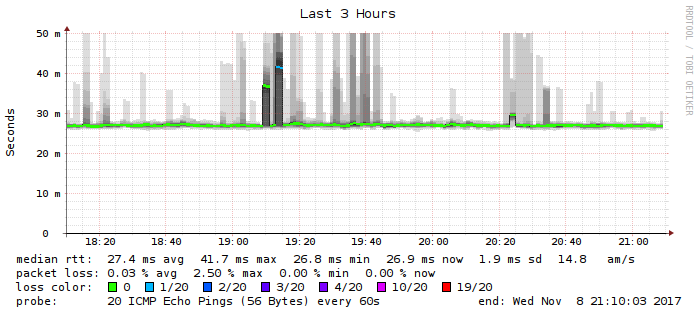 Last 3 Hours
RRDTOOL / TOBI OETIKER
Seconds
50 m
40 m
30 m
20 m
10 m
0
18:20 18:40 19:00 19:20 19:40 20:00 20:20 20:40 21:00
median rtt: 27.4 ms avg 41.7 ms max 26.8 ms min 26.9 ms now 1.9 ms sd 14.8 am/s
packet loss: 0.03 % avg 2.50 % max 0.00 % min 0.00 % now
loss color: 0 1/20 2/20 3/20 4/20 10/20 19/20
probe: 20 ICMP Echo Pings (56 Bytes) every 60s end: Wed Nov 8 21:10:03 2017